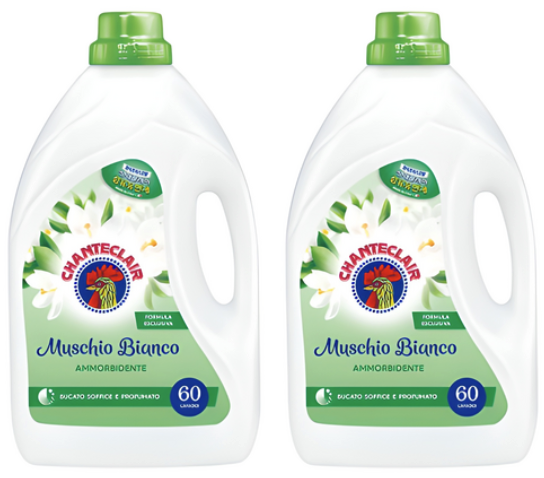 CHANTECLAIR
FORMULA
ESCLUSIVA
Muschio Bianco
AMMORBIDENTE
BUCATO SOFFICE E PROFUMATO
60
LAVAGGI
CHANTECLAIR
FORMULA
ESCLUSIVA
Muschio Bianco
AMMORBIDENTE
BUCATO SOFFICE E PROFUMATO
60
LAVAGGI